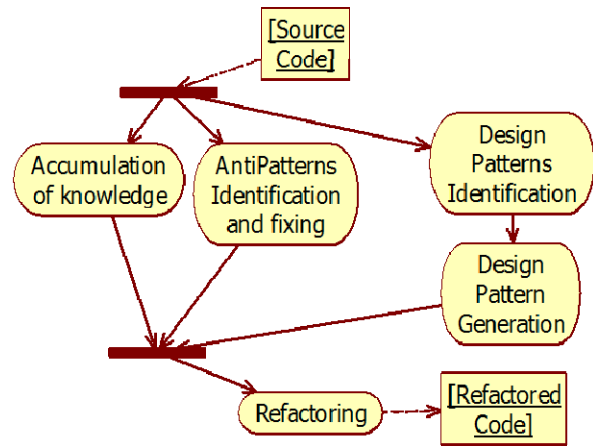 [Source
Code]
Accumulation
of knowledge
AntiPatterns
Identification
and fixing
Design
Patterns
Identification
Design
Pattern
Generation
Refactoring
[Refactored
Code]